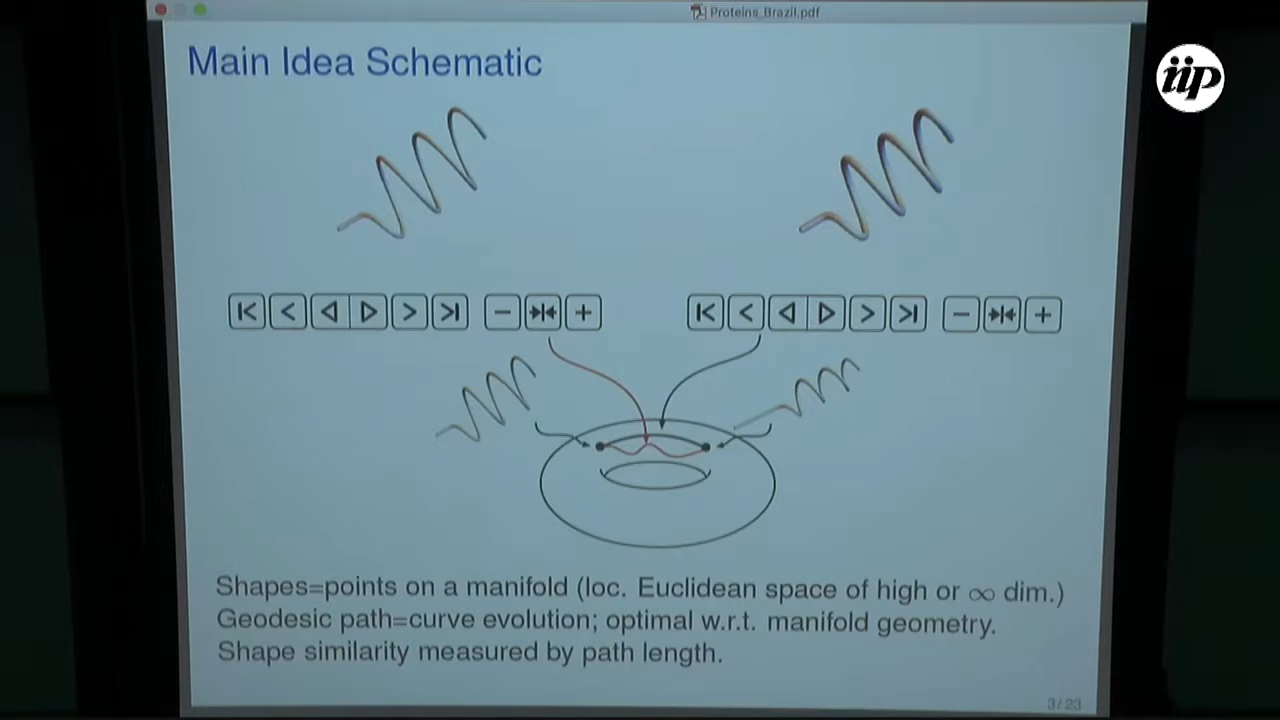 Proteins_Brazil.pdf
iip
Main Idea Schematic
Shapes=points on a manifold (loc. Euclidean space of high or ∞ dim.)
Geodesic path=curve evolution; optimal w.r.t. manifold geometry.
Shape similarity measured by path length.
3/23